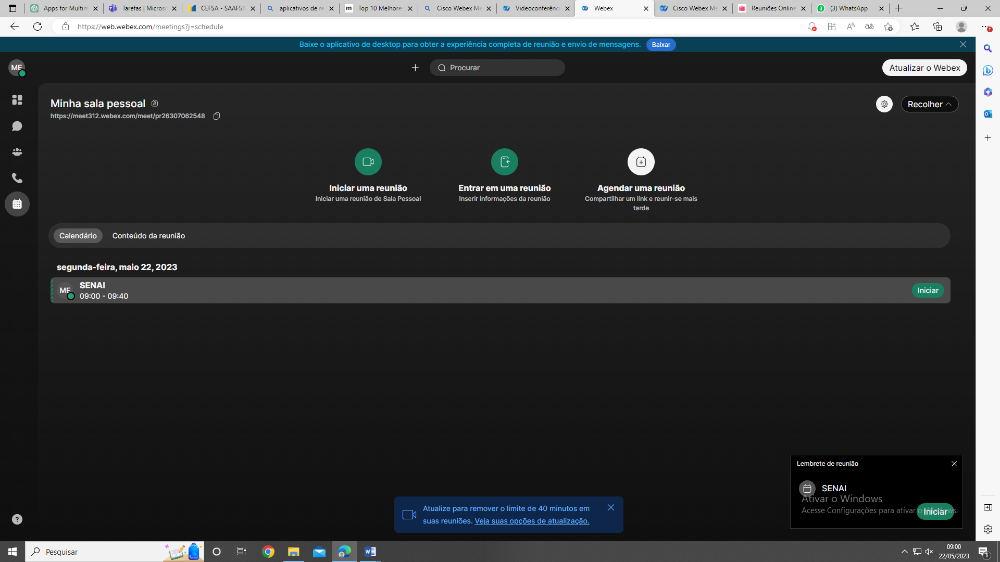 Apps for Multim
Tarefas | Microso
CEFSA - SAAFSA
aplicativos de re
m
Top 10 Melhores
Cisco Webex Me
Videoconferênci
Webex
Cisco Webex Me
Reuniões Online
3
(3) WhatsApp
https://web.webex.com/meetings?j=schedule
Baixe o aplicativo de desktop para obter a experiência completa de reunião e envio de mensagens.
Baixar
ME
Procurar
Atualizar o Webex
Minha sala pessoal
https://meet312.webex.com/meet/pr26307062548
Recolher
Iniciar uma reunião
Iniciar uma reunião de Sala Pessoal
Entrar em uma reunião
Inserir informações da reunião
Agendar uma reunião
Compartilhar um link e reunir-se mais
tarde
Calendário
Conteúdo da reunião
segunda-feira, maio 22, 2023
ME
SENAI
09:00 - 09:40
Iniciar
Lembrete de reunião
SENAI
Ativar o Windows
Acesse Configurações para ativar o Windows.
Iniciar
Atualize para remover o limite de 40 minutos em
suas reuniões. Veja suas opções de atualização.
?
Pesquisar
09:00
22/05/2023
1